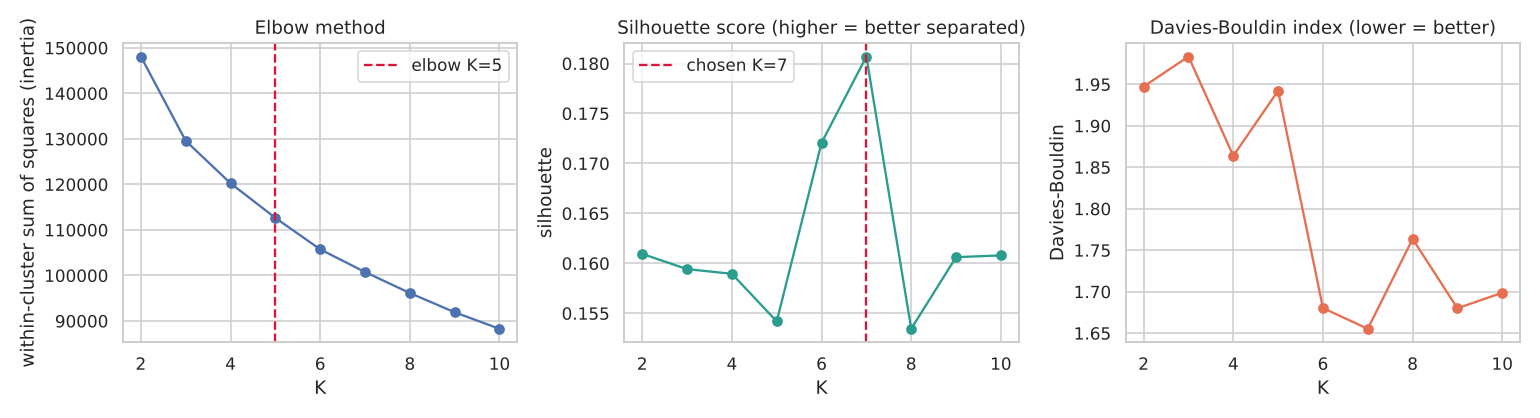 Elbow method
within-cluster sum of squares (inertia)
150000
140000
130000
120000
110000
100000
90000
elbow K=5
2 4 6 8 10
K
Silhouette score (higher = better separated)
silhouette
0.180
0.175
0.170
0.165
0.160
0.155
chosen K=7
2 4 6 8 10
K
Davies-Bouldin index (lower = better)
Davies-Bouldin
1.95
1.90
1.85
1.80
1.75
1.70
1.65
2 4 6 8 10
K